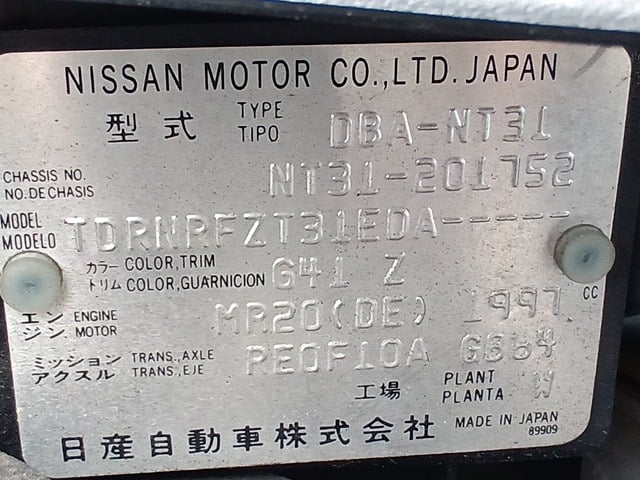 NISSAN MOTOR CO.,LTD. JAPAN
型式 TYPE TIPO DBA-NT31
CHASSIS NO. NO. DE CHASIS NT31-201752
MODEL MODELO TDRNRFZT31EDA-----
カラー COLOR, TRIM G41 Z
トリム COLOR, GUARNICION
エンジン ENGINE MOTOR MR20(DE) 1997 CC
ミッション TRANS., AXLE RE0F10A GB64
アクスル TRANS., EJE
工場 PLANT PLANTA W
日産自動車株式会社 MADE IN JAPAN
89909